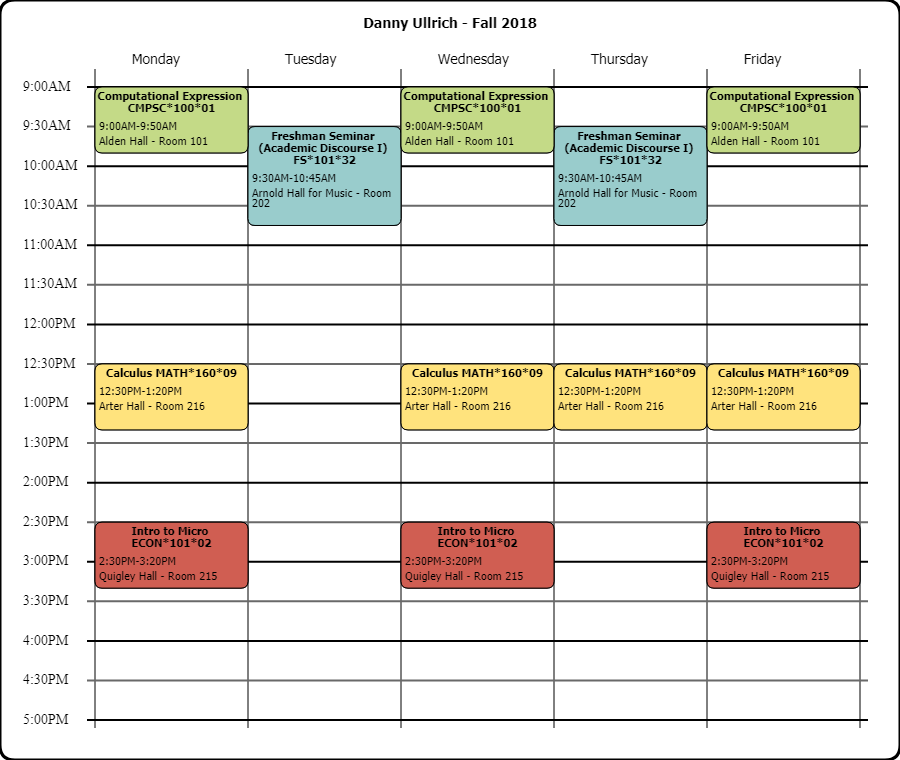 Danny Ullrich - Fall 2018
Monday
Tuesday
Wednesday
Thursday
Friday
9:00AM
9:30AM
10:00AM
10:30AM
11:00AM
11:30AM
12:00PM
12:30PM
1:00PM
1:30PM
2:00PM
2:30PM
3:00PM
3:30PM
4:00PM
4:30PM
5:00PM
Computational Expression
CMPSC*100*01
9:00AM-9:50AM
Alden Hall - Room 101
Calculus MATH*160*09
12:30PM-1:20PM
Arter Hall - Room 216
Intro to Micro
ECON*101*02
2:30PM-3:20PM
Quigley Hall - Room 215
Freshman Seminar
(Academic Discourse I)
FS*101*32
9:30AM-10:45AM
Arnold Hall for Music - Room
202
Computational Expression
CMPSC*100*01
9:00AM-9:50AM
Alden Hall - Room 101
Calculus MATH*160*09
12:30PM-1:20PM
Arter Hall - Room 216
Intro to Micro
ECON*101*02
2:30PM-3:20PM
Quigley Hall - Room 215
Freshman Seminar
(Academic Discourse I)
FS*101*32
9:30AM-10:45AM
Arnold Hall for Music - Room
202
Calculus MATH*160*09
12:30PM-1:20PM
Arter Hall - Room 216
Computational Expression
CMPSC*100*01
9:00AM-9:50AM
Alden Hall - Room 101
Calculus MATH*160*09
12:30PM-1:20PM
Arter Hall - Room 216
Intro to Micro
ECON*101*02
2:30PM-3:20PM
Quigley Hall - Room 215